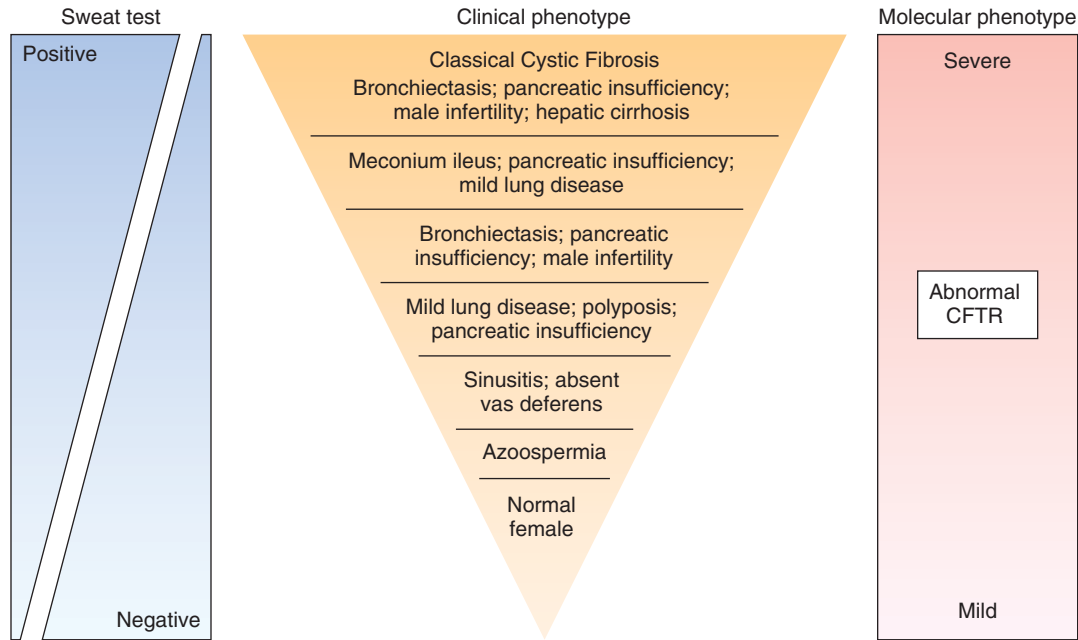 Sweat test
Positive
Negative
Clinical phenotype
Classical Cystic Fibrosis
Bronchiectasis; pancreatic insufficiency;
male infertility; hepatic cirrhosis
Meconium ileus; pancreatic insufficiency;
mild lung disease
Bronchiectasis; pancreatic
insufficiency; male infertility
Mild lung disease; polyposis;
pancreatic insufficiency
Sinusitis; absent
vas deferens
Azoospermia
Normal
female
Molecular phenotype
Severe
Abnormal
CFTR
Mild